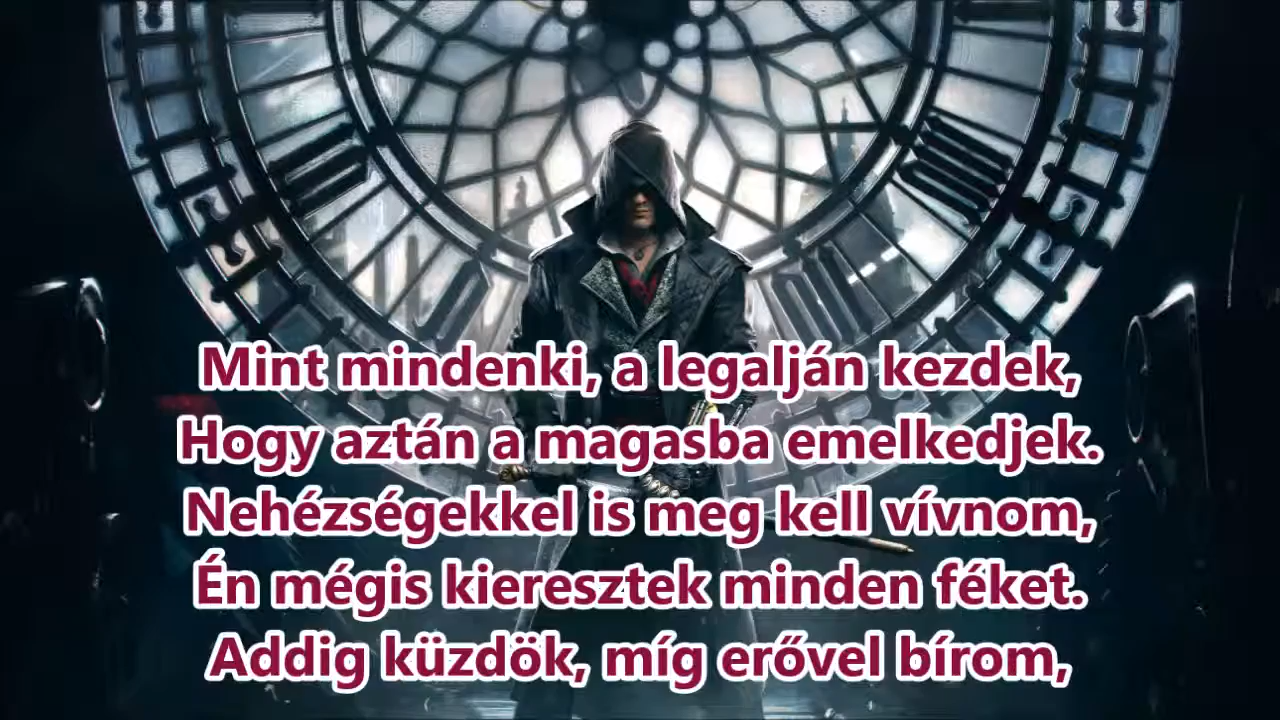 Mint mindenki, a legalján kezdek,
Hogy aztán a magasba emelkedjek.
Nehézségekkel is meg kell vívnom,
Én mégis kieresztek minden féket.
Addig küzdök, míg erővel bírom,